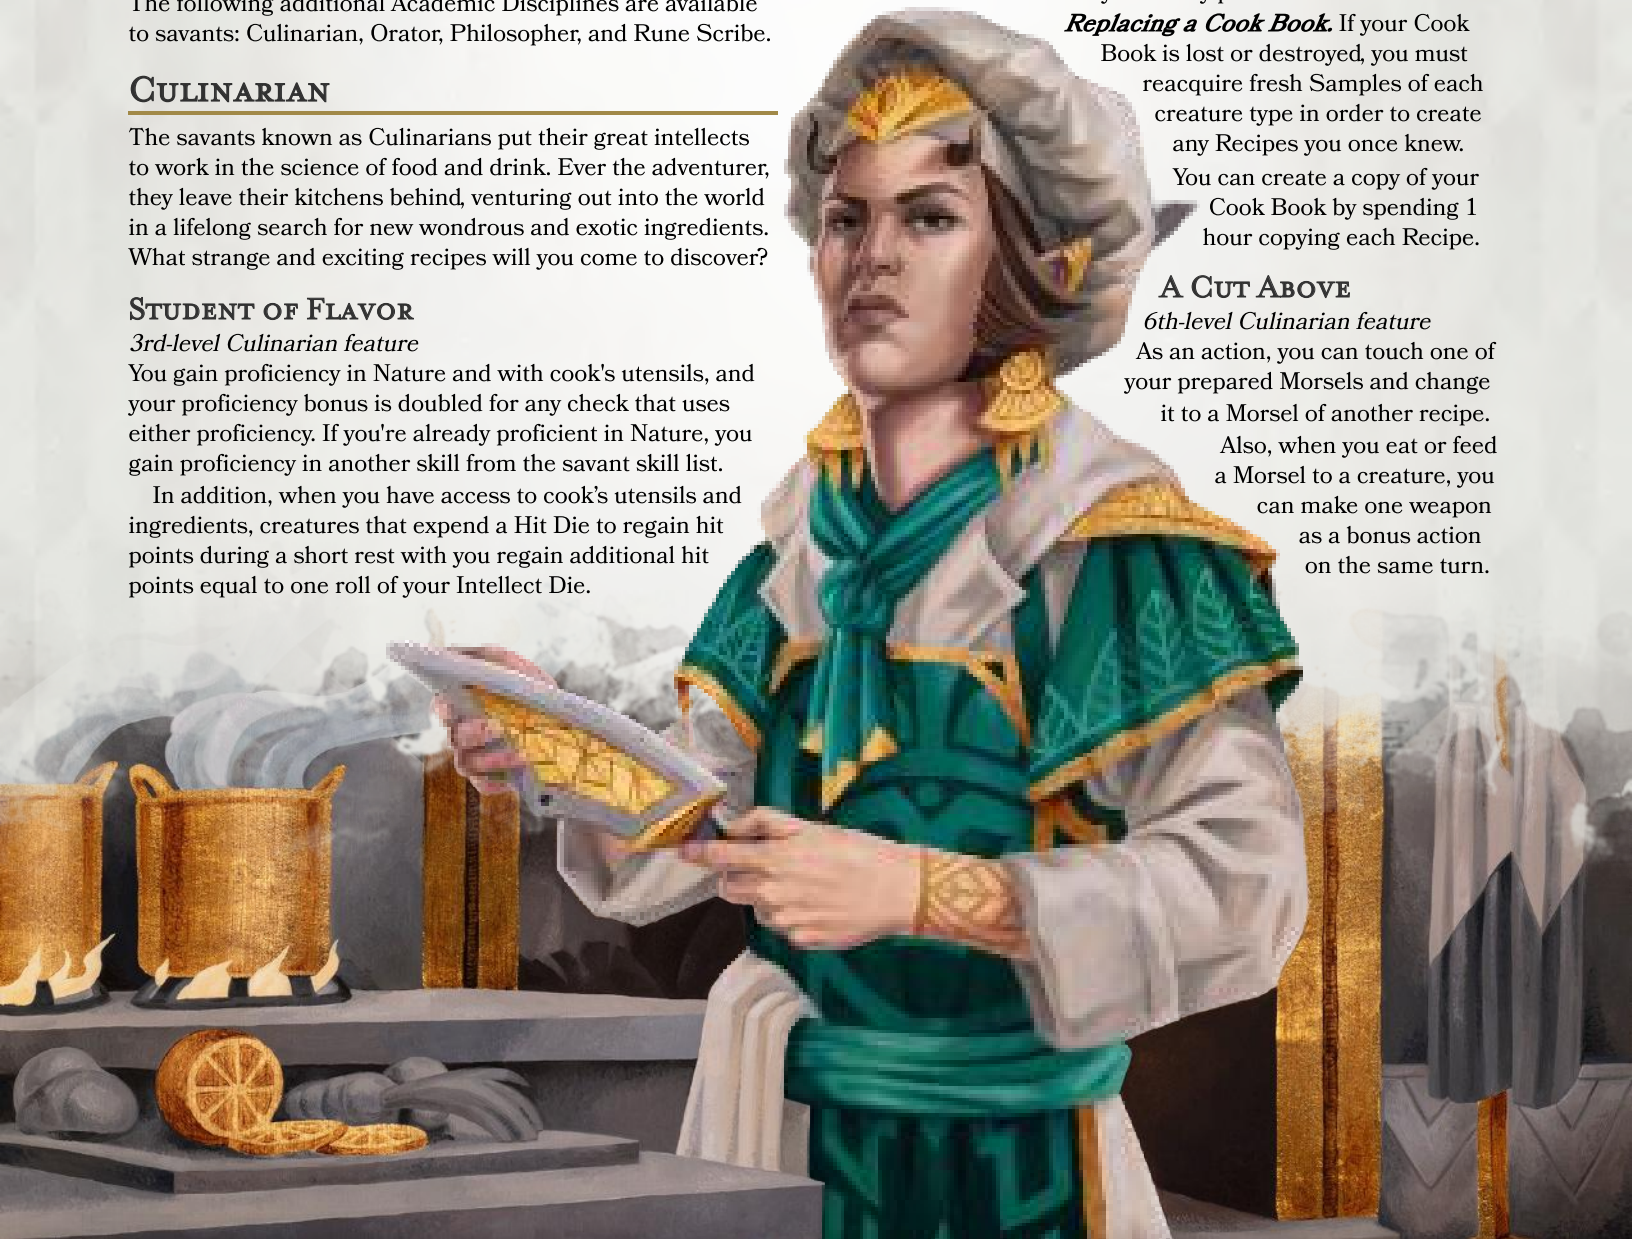 The following additional Academic Disciplines are available
to savants: Culinarian, Orator, Philosopher, and Rune Scribe.
Culinarian
The savants known as Culinarians put their great intellects
to work in the science of food and drink. Ever the adventurer,
they leave their kitchens behind, venturing out into the world
in a lifelong search for new wondrous and exotic ingredients.
What strange and exciting recipes will you come to discover?
Student of Flavor
3rd-level Culinarian feature
You gain proficiency in Nature and with cook's utensils, and
your proficiency bonus is doubled for any check that uses
either proficiency. If you're already proficient in Nature, you
gain proficiency in another skill from the savant skill list.
In addition, when you have access to cook’s utensils and
ingredients, creatures that expend a Hit Die to regain hit
points during a short rest with you regain additional hit
points equal to one roll of your Intellect Die.
Replacing a Cook Book. If your Cook
Book is lost or destroyed, you must
reacquire fresh Samples of each
creature type in order to create
any Recipes you once knew.
You can create a copy of your
Cook Book by spending 1
hour copying each Recipe.
A Cut Above
6th-level Culinarian feature
As an action, you can touch one of
your prepared Morsels and change
it to a Morsel of another recipe.
Also, when you eat or feed
a Morsel to a creature, you
can make one weapon
as a bonus action
on the same turn.